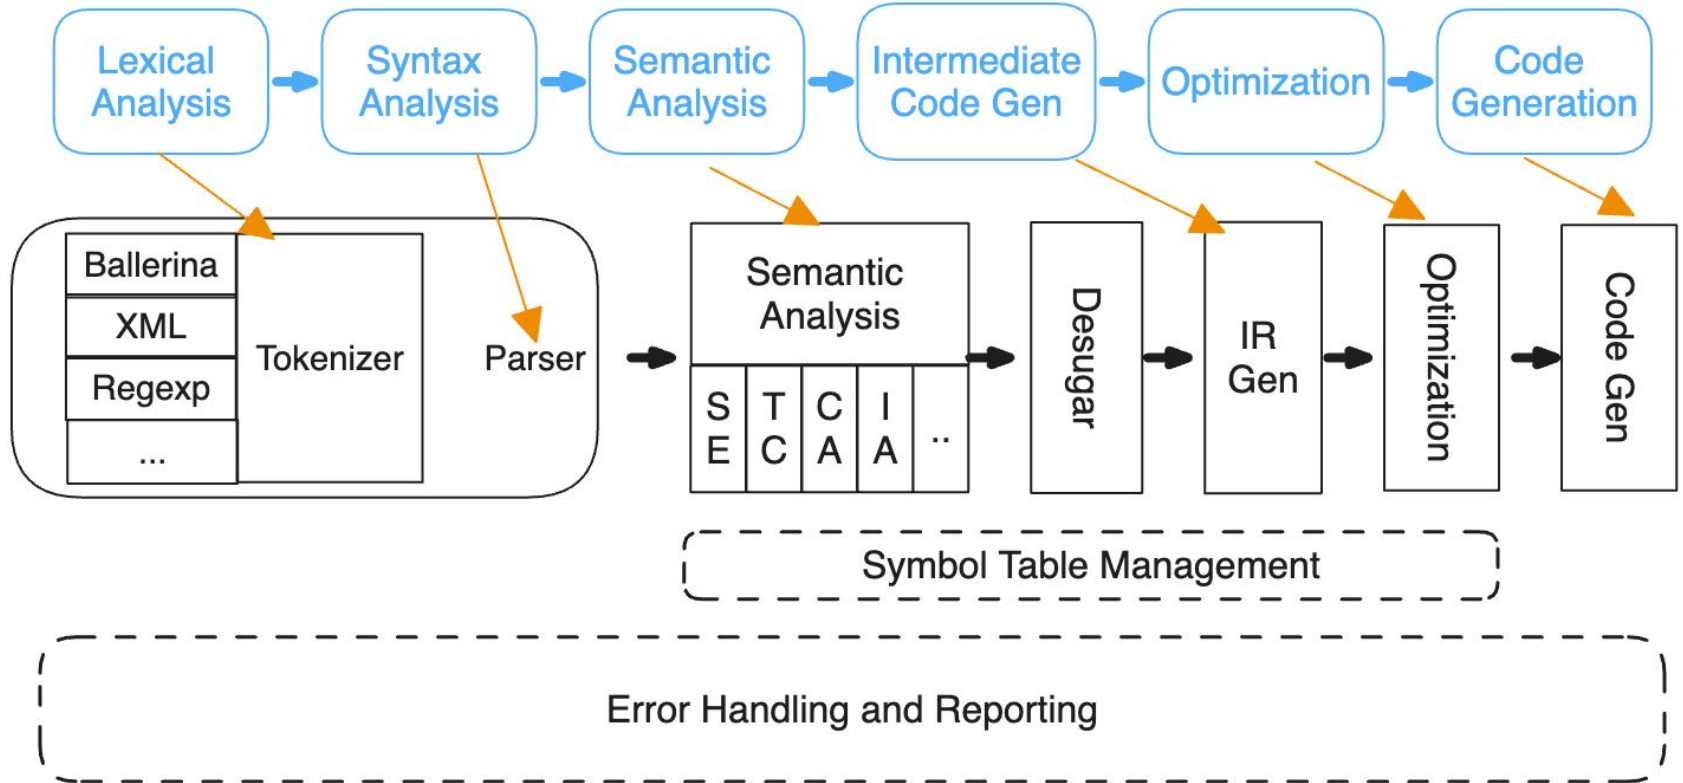 Lexical
Analysis
Syntax
Analysis
Semantic
Analysis
Intermediate
Code Gen
Optimization
Code
Generation
Ballerina
XML
Regexp
...
Tokenizer
Parser
Semantic
Analysis
S
E
T
C
C
A
I
A
..
Desugar
IR
Gen
Optimization
Code Gen
Symbol Table Management
Error Handling and Reporting